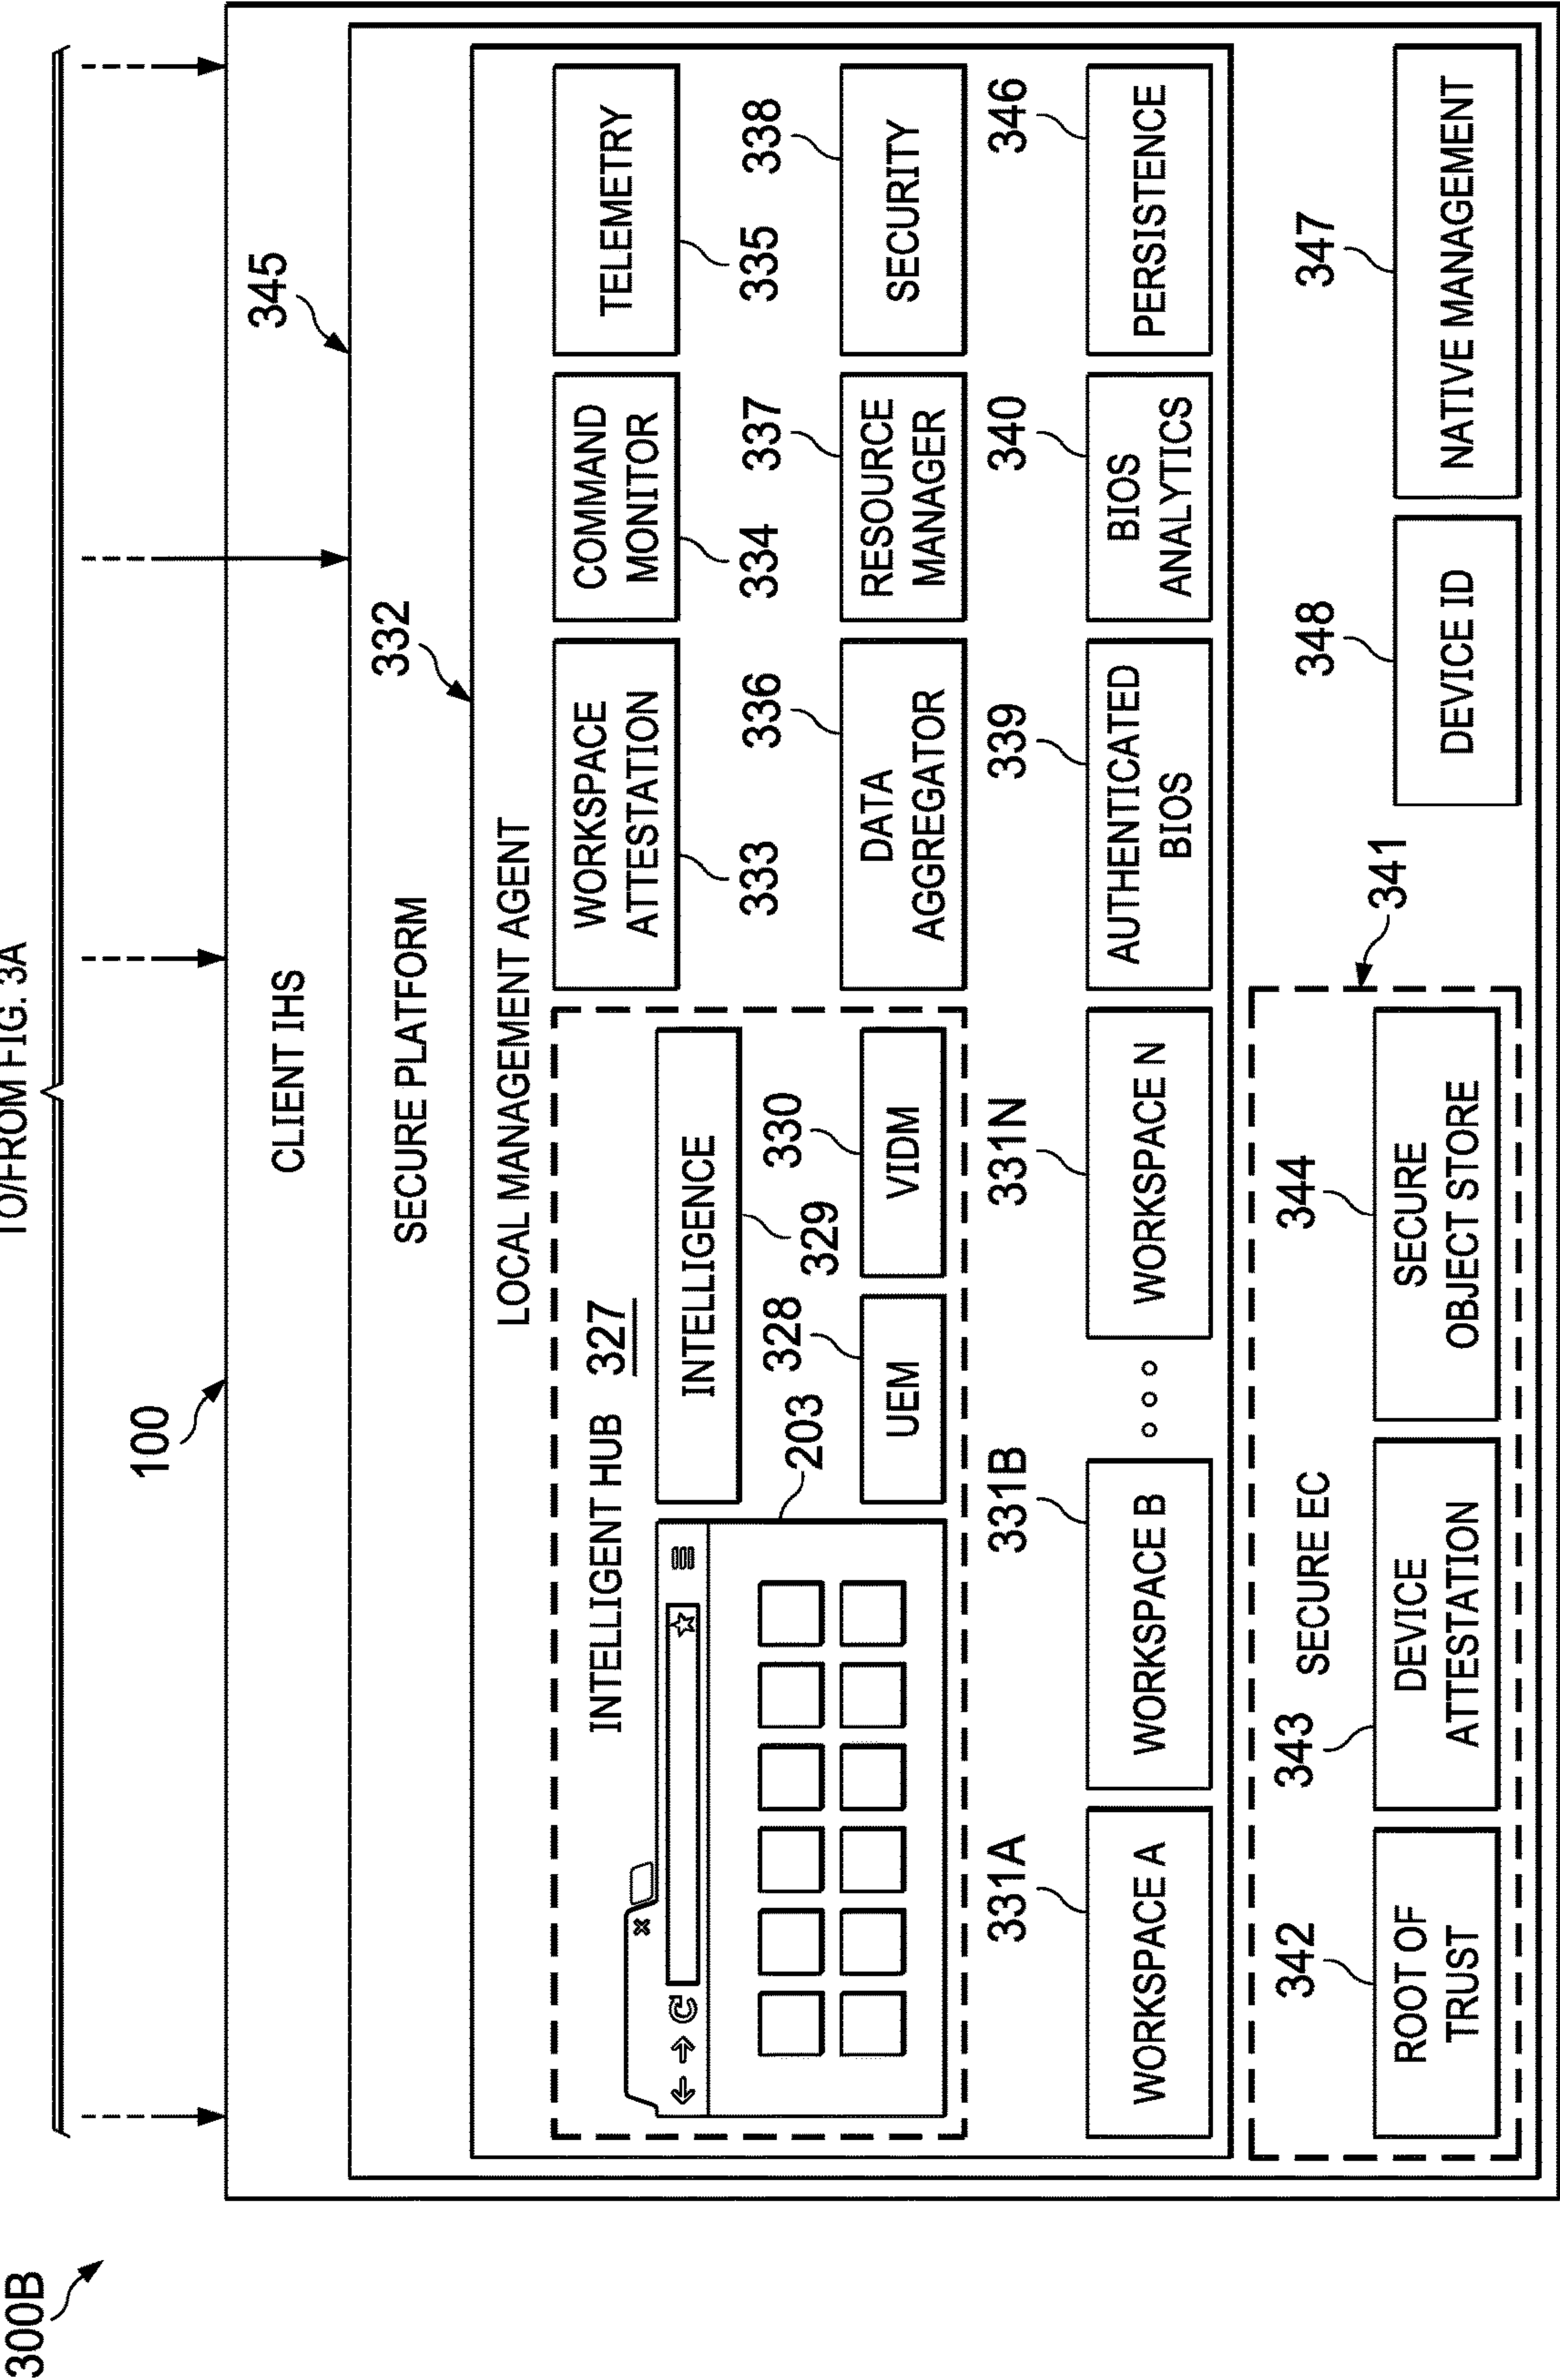 300B
TO/FROM FIG. 3A
100
CLIENT IHS
345
SECURE PLATFORM
332
LOCAL MANAGEMENT AGENT
INTELLIGENT HUB 327
INTELLIGENCE
329
203
328
UEM
330
VIDM
WORKSPACE
ATTESTATION
333
COMMAND
MONITOR
334
TELEMETRY
335
336
DATA
AGGREGATOR
337
RESOURCE
MANAGER
338
SECURITY
331A
WORKSPACE A
331B
WORKSPACE B
331N
WORKSPACE N
339
AUTHENTICATED
BIOS
340
BIOS
ANALYTICS
346
PERSISTENCE
341
SECURE EC
342
ROOT OF
TRUST
343
DEVICE
ATTESTATION
344
SECURE
OBJECT STORE
348
DEVICE ID
347
NATIVE MANAGEMENT